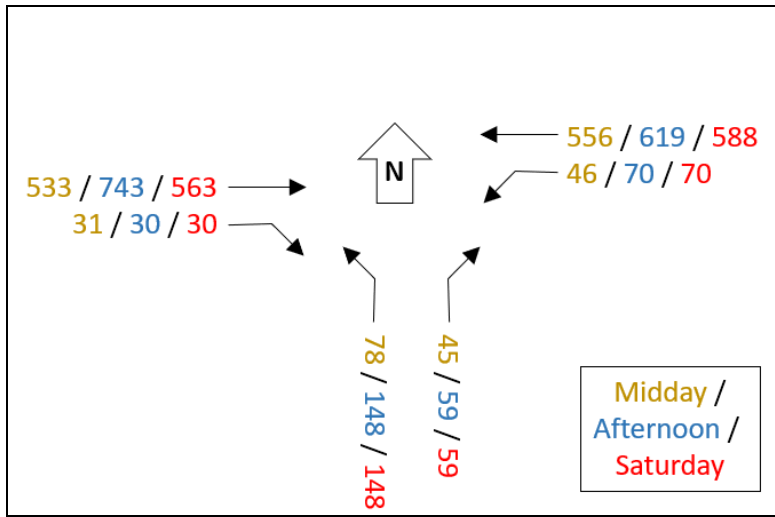 556 / 619 / 588
46 / 70 / 70
N
533 / 743 / 563
31 / 30 / 30
78 / 148 / 148
45 / 59 / 59
Midday /
Afternoon /
Saturday